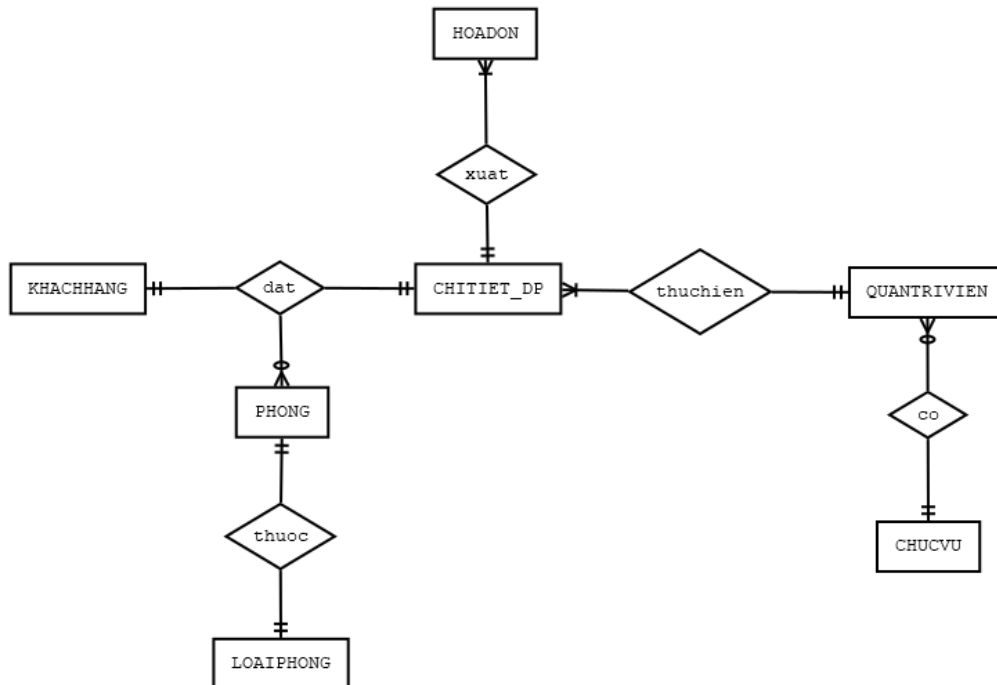 HOADON
xuat
KHACHHANG
dat
CHITIET_DP
thuchien
QUANTRIVIEN
PHONG
co
thuoc
CHUCVU
LOAIPHONG